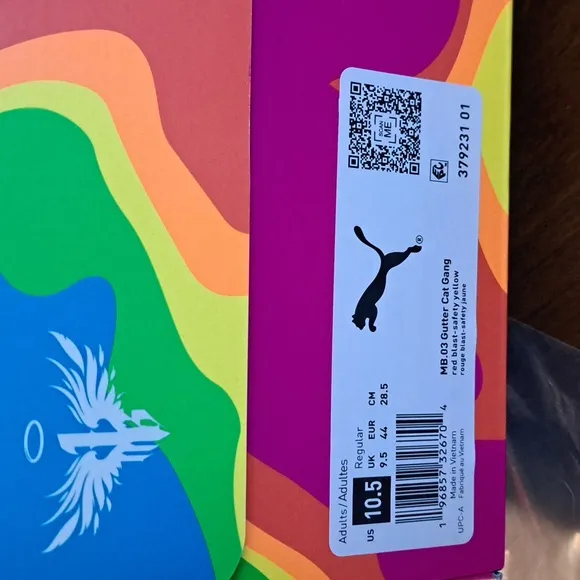 SCAN
ME
379231 01
®
MB.03 Gutter Cat Gang
red blast-safety yellow
rouge blast-safety jaune
Adults/Adultes
Regular
US UK EUR CM
10.5 9.5 44 28.5
1 96857 32670 4
UPC-A
Made in Vietnam
Fabriqué au Vietnam